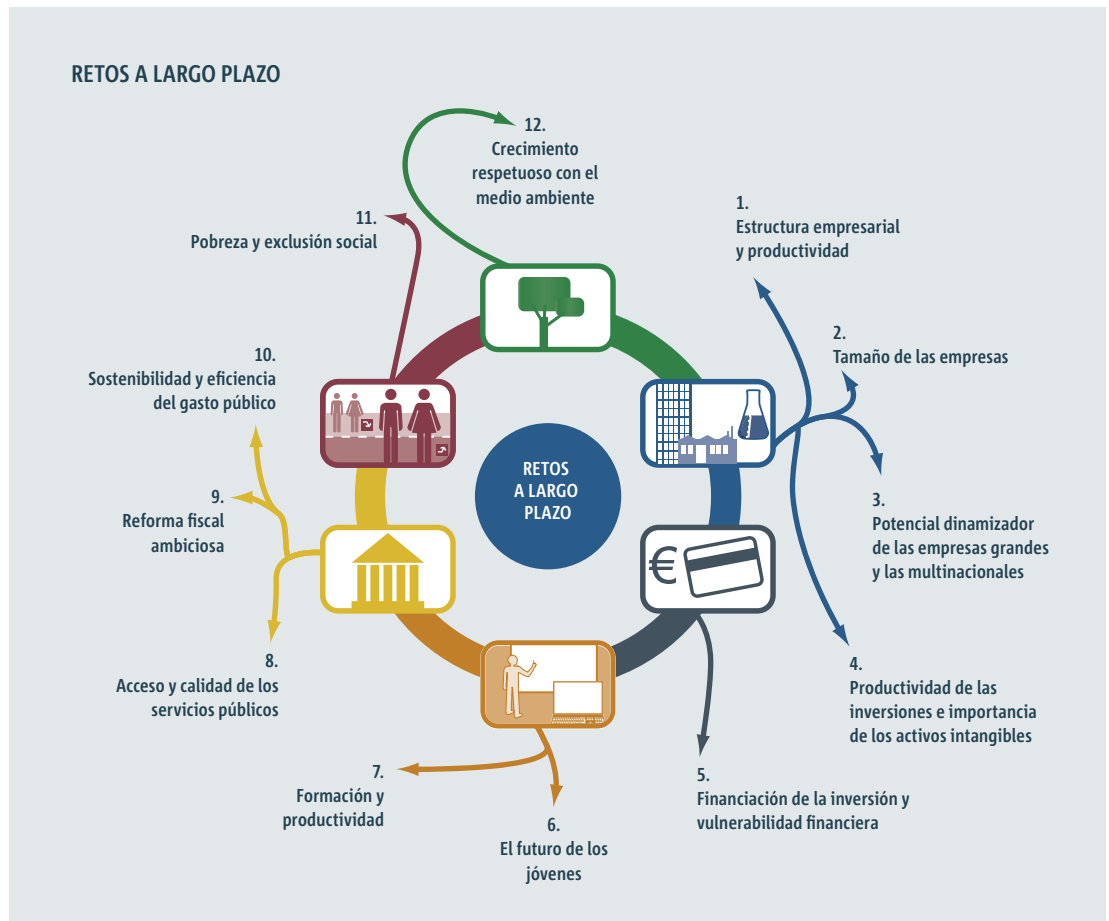 RETOS A LARGO PLAZO
12.
Crecimiento
respetuoso con el
medio ambiente
1.
Estructura empresarial
y productividad
11.
Pobreza y exclusión social
2.
Tamaño de las empresas
10.
Sostenibilidad y eficiencia
del gasto público
RETOS
A LARGO
PLAZO
9.
Reforma fiscal
ambiciosa
3.
Potencial dinamizador
de las empresas grandes
y las multinacionales
€
8.
Acceso y calidad de los
servicios públicos
4.
Productividad de las
inversiones e importancia
de los activos intangibles
7.
Formación y
productividad
5.
Financiación de la inversión y
vulnerabilidad financiera
6.
El futuro de los
jóvenes